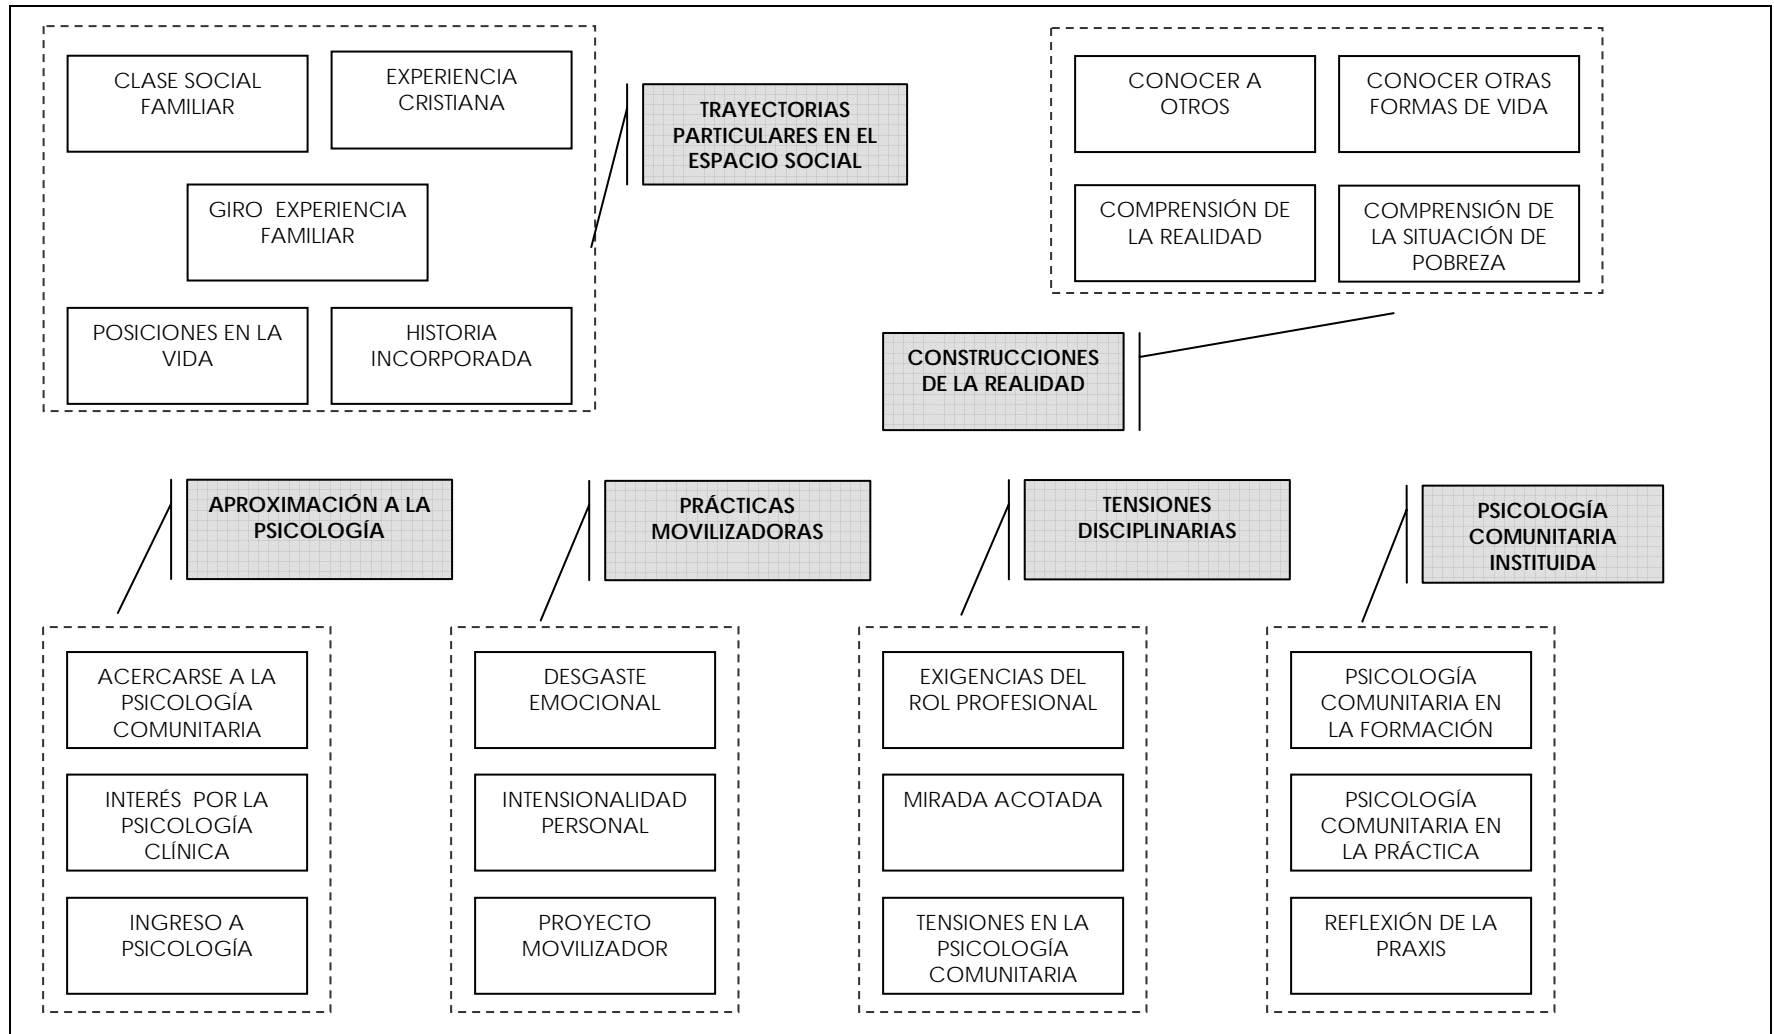 CLASE SOCIAL
FAMILIAR
EXPERIENCIA
CRISTIANA
GIRO  EXPERIENCIA
FAMILIAR
POSICIONES EN LA
VIDA
HISTORIA
INCORPORADA
TRAYECTORIAS
PARTICULARES EN EL
ESPACIO SOCIAL
CONOCER A
OTROS
CONOCER OTRAS
FORMAS DE VIDA
COMPRENSIÓN DE
LA REALIDAD
COMPRENSIÓN DE
LA SITUACIÓN DE
POBREZA
CONSTRUCCIONES
DE LA REALIDAD
APROXIMACIÓN A LA
PSICOLOGÍA
ACERCARSE A LA
PSICOLOGÍA
COMUNITARIA
INTERÉS  POR LA
PSICOLOGÍA
CLÍNICA
INGRESO A
PSICOLOGÍA
PRÁCTICAS
MOVILIZADORAS
DESGASTE
EMOCIONAL
INTENSIONALIDAD
PERSONAL
PROYECTO
MOVILIZADOR
TENSIONES
DISCIPLINARIAS
EXIGENCIAS DEL
ROL PROFESIONAL
MIRADA ACOTADA
TENSIONES EN LA
PSICOLOGÍA
COMUNITARIA
PSICOLOGÍA
COMUNITARIA
INSTITUIDA
PSICOLOGÍA
COMUNITARIA EN
LA FORMACIÓN
PSICOLOGÍA
COMUNITARIA EN
LA PRÁCTICA
REFLEXIÓN DE LA
PRAXIS